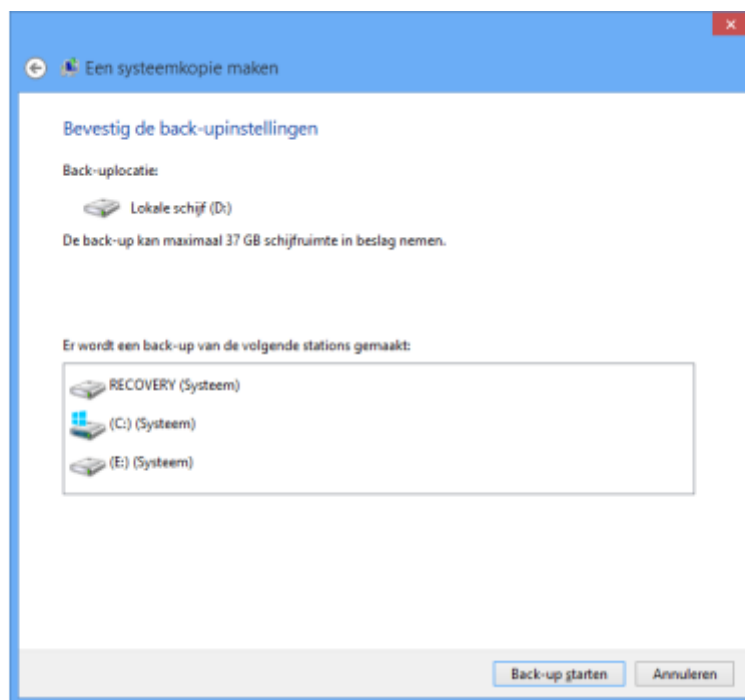 Een systeemkopie maken
Bevestig de back-upinstellingen
Back-uplocatie:
Lokale schijf (D:)
De back-up kan maximaal 37 GB schijfruimte in beslag nemen.
Er wordt een back-up van de volgende stations gemaakt:
RECOVERY (Systeem)
(C:) (Systeem)
(E:) (Systeem)
Back-up starten
Annuleren